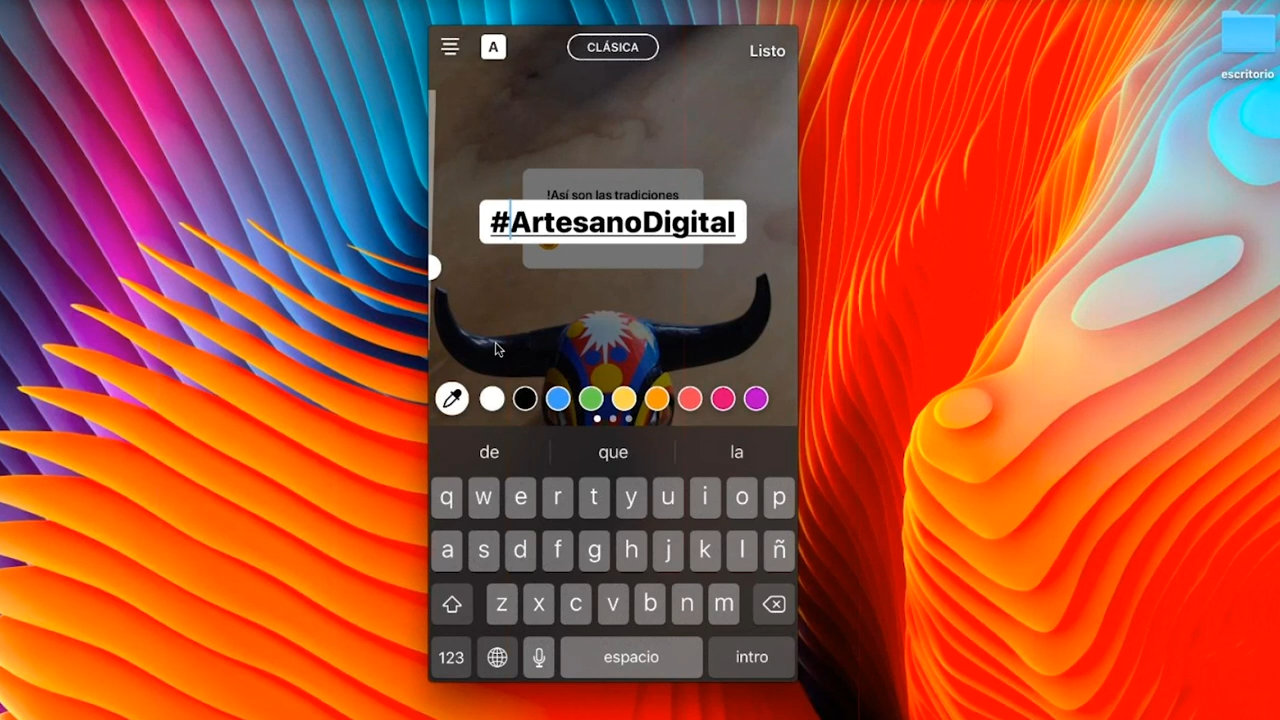 A
CLÁSICA
Listo
escritorio
!Así son las tradiciones
#ArtesanoDigital
de que la
q w e r t y u i o p
a s d f g h j k l ñ
z x c v b n m
123 espacio intro